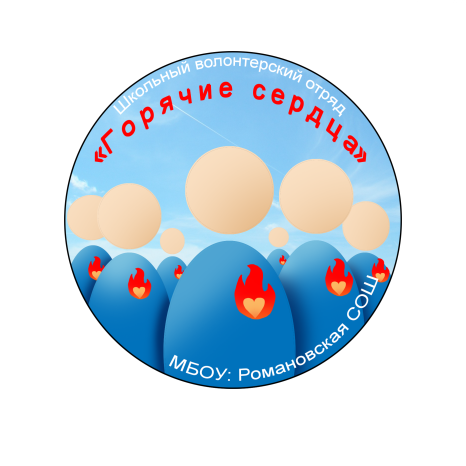 Школьный волонтерский отряд
«Горячие сердца»
МБОУ: Романовская СОШ